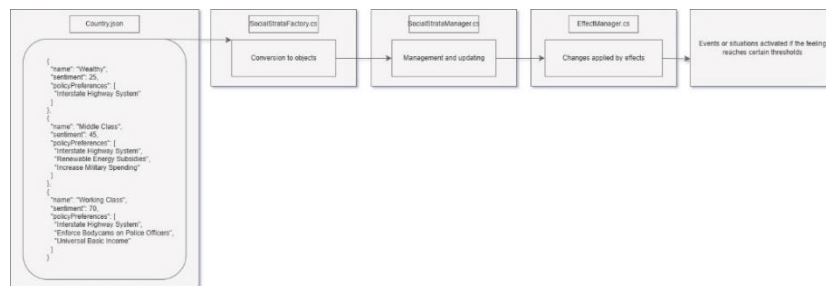 Country.json
{
"name": "Wealthy",
"sentiment": 25,
"policyPreferences": [
"Interstate Highway System"
]
},
{
"name": "Middle Class",
"sentiment": 45,
"policyPreferences": [
"Interstate Highway System",
"Renewable Energy Subsidies",
"Increase Military Spending"
]
},
{
"name": "Working Class",
"sentiment": 70,
"policyPreferences": [
"Interstate Highway System",
"Enforce Bodycams on Police Officers",
"Universal Basic Income"
]
}
SocialStrataFactory.cs
Conversion to objects
SocialStrataManager.cs
Management and updating
EffectManager.cs
Changes applied by effects
Events or situations activated if the feeling
reaches certain thresholds